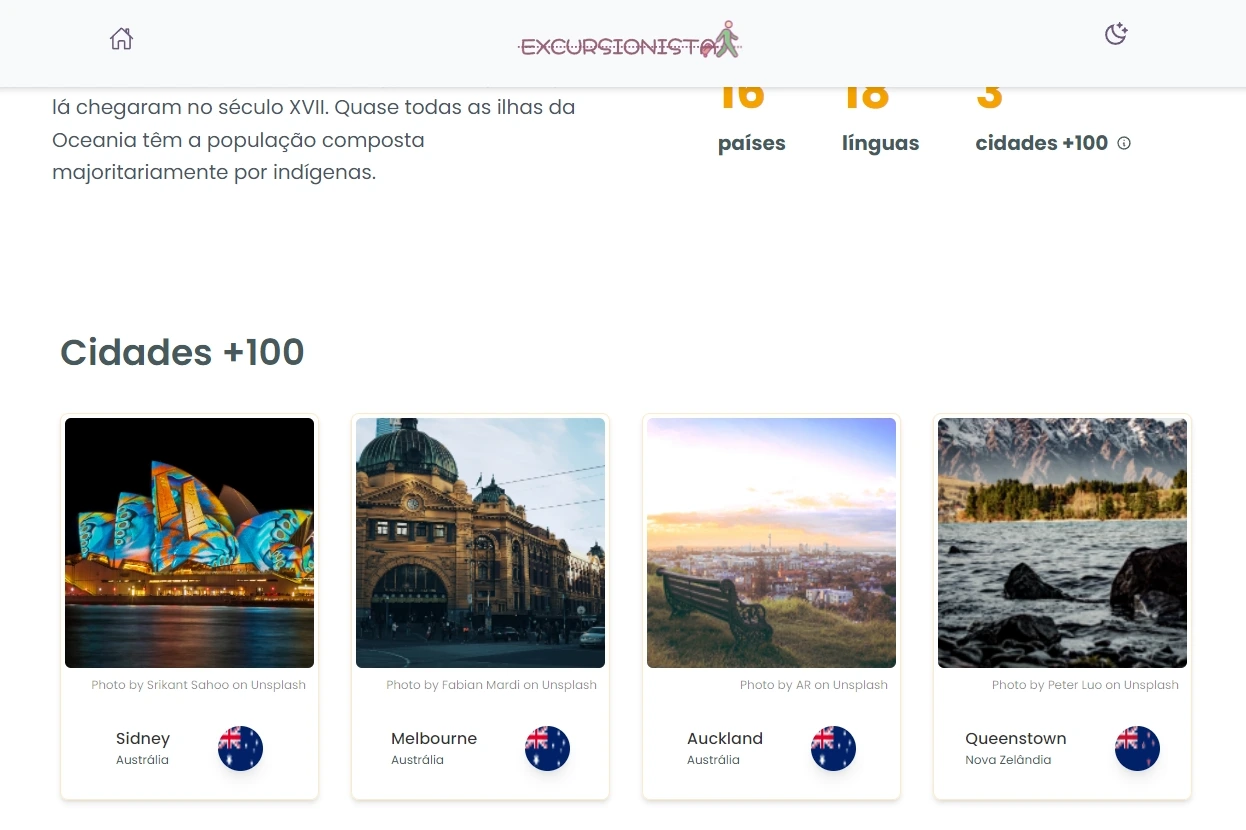 EXCURSIONISTA
lá chegaram no século XVII. Quase todas as ilhas da
Oceania têm a população composta
majoritariamente por indígenas.
16 18 3
países línguas cidades +100
Cidades +100
Photo by Srikant Sahoo on Unsplash
Photo by Fabian Mardi on Unsplash
Photo by AR on Unsplash
Photo by Peter Luo on Unsplash
Sidney
Austrália
Melbourne
Austrália
Auckland
Austrália
Queenstown
Nova Zelândia